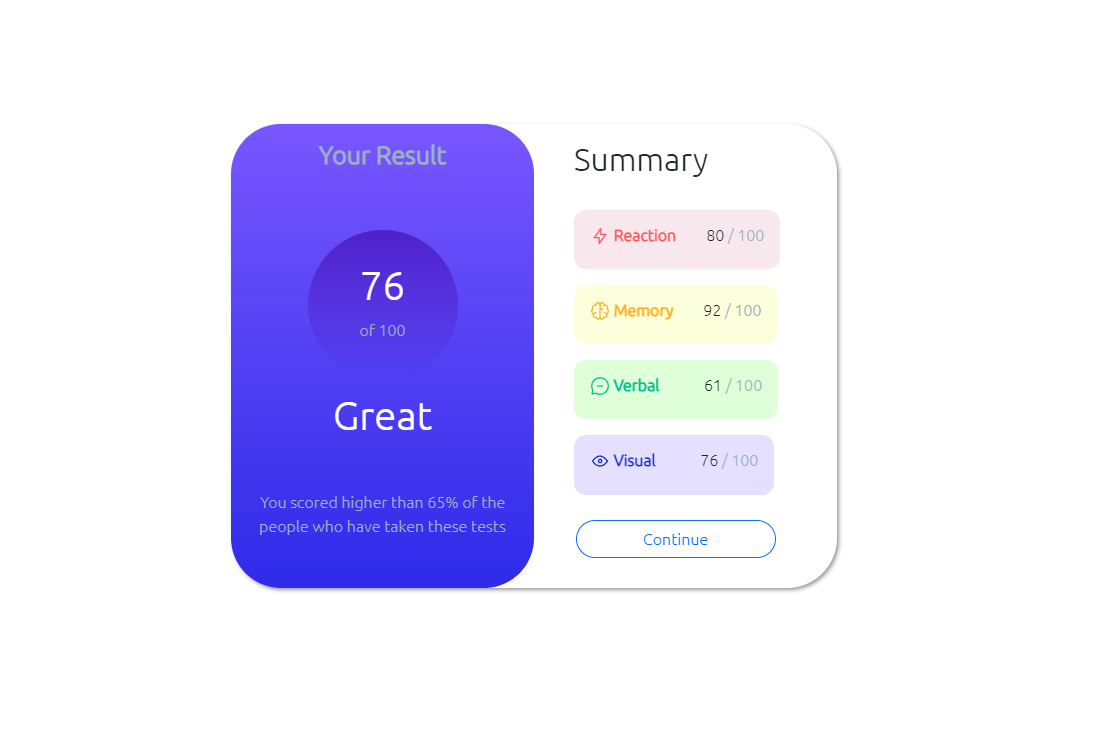 Your Result
76
of 100
Great
You scored higher than 65% of the
people who have taken these tests
Summary
Reaction 80 / 100
Memory 92 / 100
Verbal 61 / 100
Visual 76 / 100
Continue